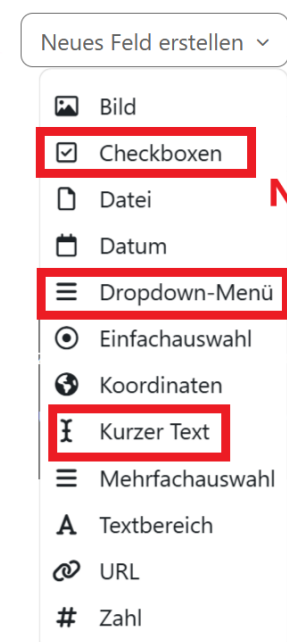 Neues Feld erstellen
Bild
Checkboxen
Datei
Datum
Dropdown-Menü
Einfachauswahl
Koordinaten
Kurzer Text
Mehrfachauswahl
Textbereich
URL
Zahl